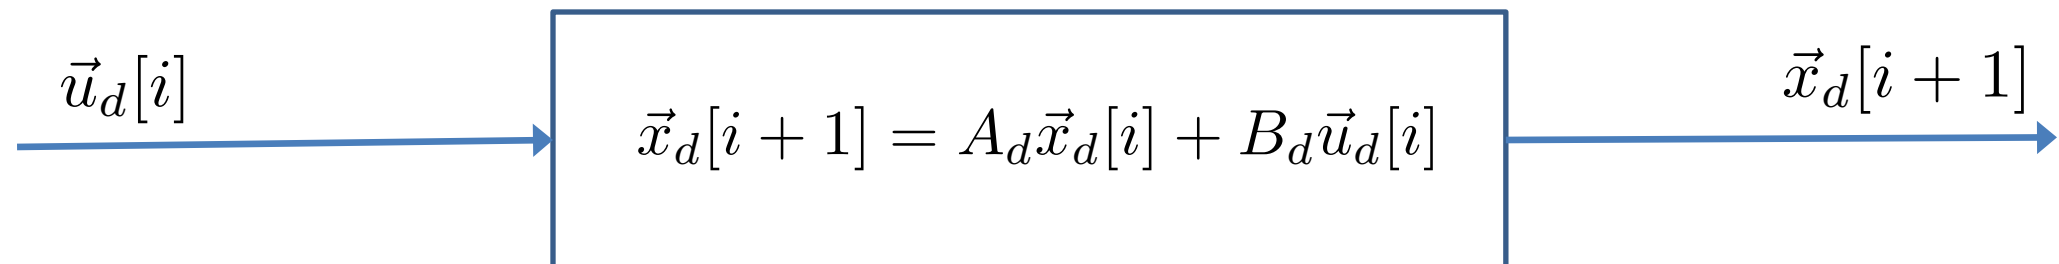 $\vec{u}_d[i]$
$\vec{x}_d[i+1] = A_d\vec{x}_d[i] + B_d\vec{u}_d[i]$
$\vec{x}_d[i+1]$